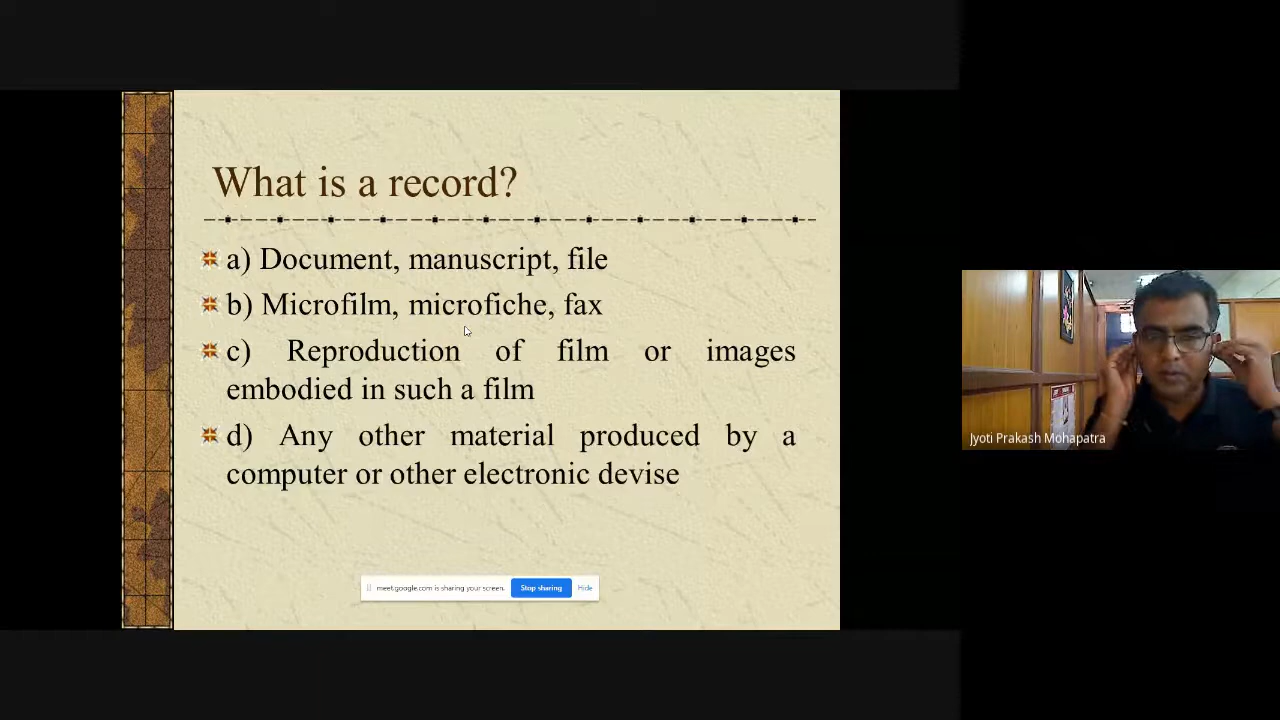 What is a record?
a) Document, manuscript, file
b) Microfilm, microfiche, fax
c) Reproduction of film or images
embodied in such a film
d) Any other material produced by a
computer or other electronic devise
meet.google.com is sharing your screen.
Stop sharing
Hide
Jyoti Prakash Mohapatra